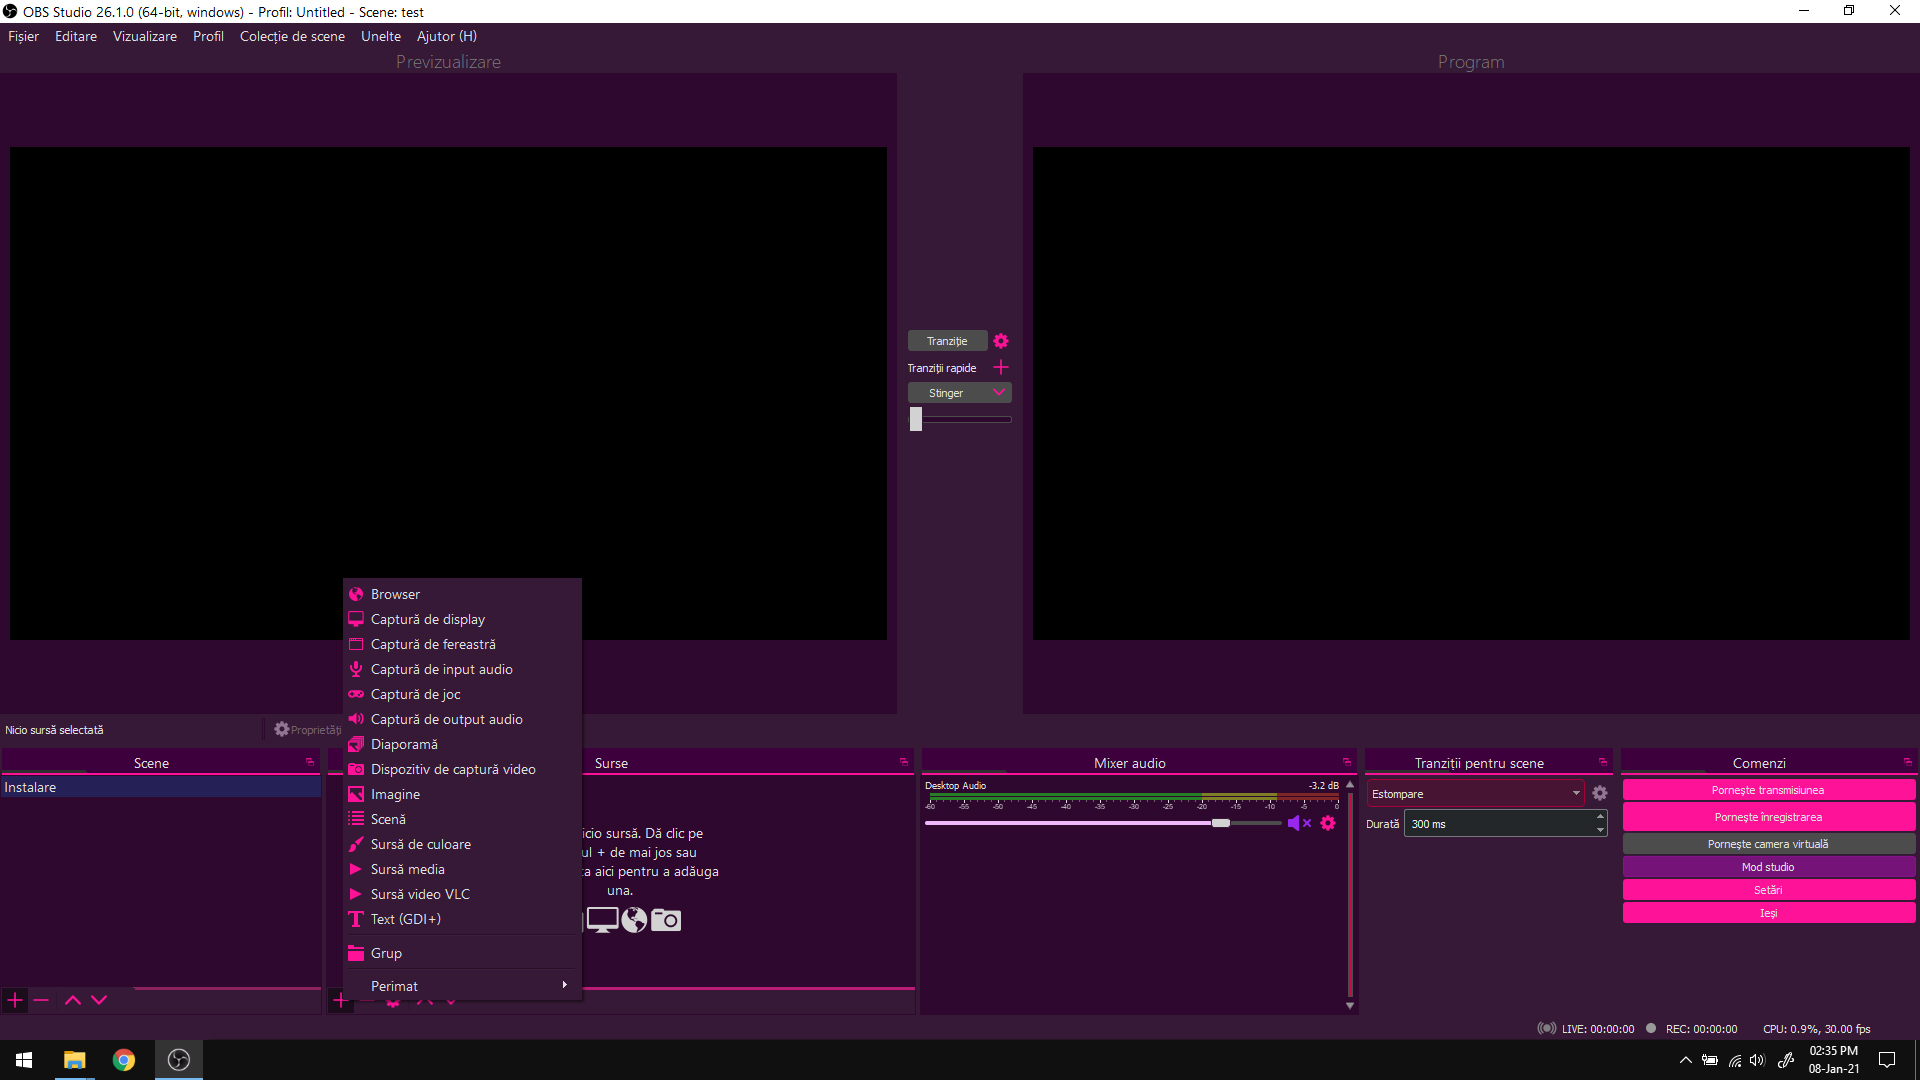 OBS Studio 26.1.0 (64-bit, windows) - Profil: Untitled - Scene: test
Fișier Editare Vizualizare Profil Colecție de scene Unelte Ajutor (H)
Previzualizare
Program
Tranziție
Tranziții rapide
Stinger
Browser
Captură de display
Captură de fereastră
Captură de input audio
Captură de joc
Captură de output audio
Diaporamă
Dispozitiv de captură video
Imagine
Scenă
Sursă de culoare
Sursă media
Sursă video VLC
Text (GDI+)
Grup
Perimat
Nicio sursă selectată
Proprietăți
Scene
Instalare
Surse
icio sursă. Dă clic pe
ul + de mai jos sau
a aici pentru a adăuga
una.
Mixer audio
Desktop Audio -3.2 dB
-60 -55 -50 -45 -40 -35 -30 -25 -20 -15 -10 -5 0
Tranziții pentru scene
Estompare
Durată 300 ms
Comenzi
Pornește transmisiunea
Pornește înregistrarea
Pornește camera virtuală
Mod studio
Setări
Ieși
LIVE: 00:00:00 REC: 00:00:00 CPU: 0.9%, 30.00 fps
02:35 PM
08-Jan-21